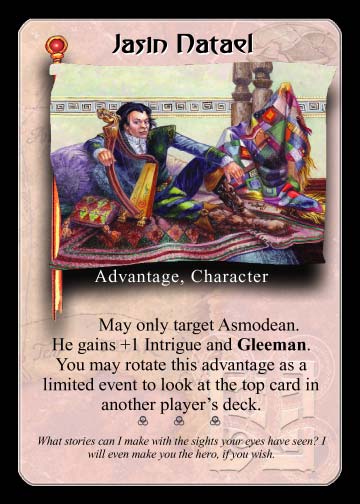 Jasin Natael
Advantage, Character
May only target Asmodean.
He gains +1 Intrigue and Gleeman.
You may rotate this advantage as a
limited event to look at the top card in
another player's deck.
What stories can I make with the sights your eyes have seen? I
will even make you the hero, if you wish.